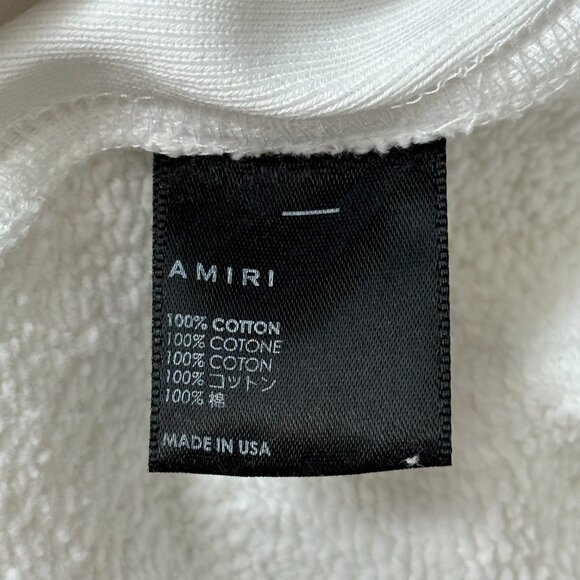 AMIRI
100% COTTON
100% COTONE
100% COTON
100% コットン
100% 棉
MADE IN USA